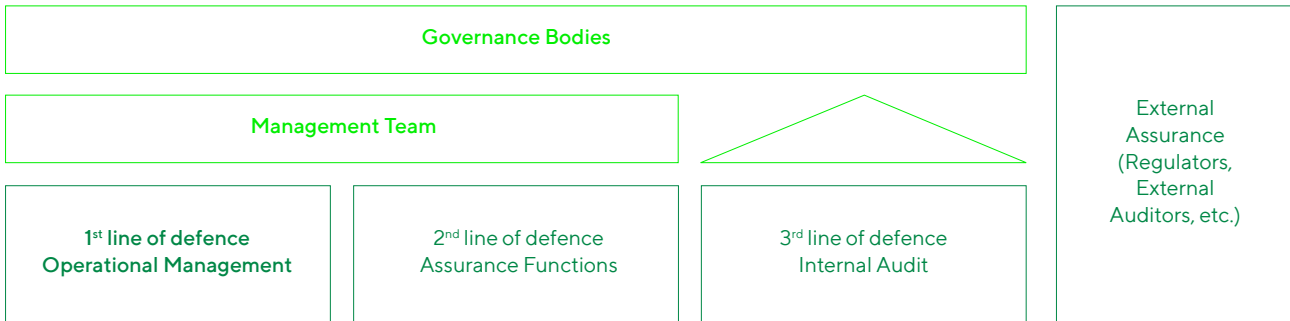 Governance Bodies
Management Team
External
Assurance
(Regulators,
External
Auditors, etc.)
1st line of defence
Operational Management
2nd line of defence
Assurance Functions
3rd line of defence
Internal Audit